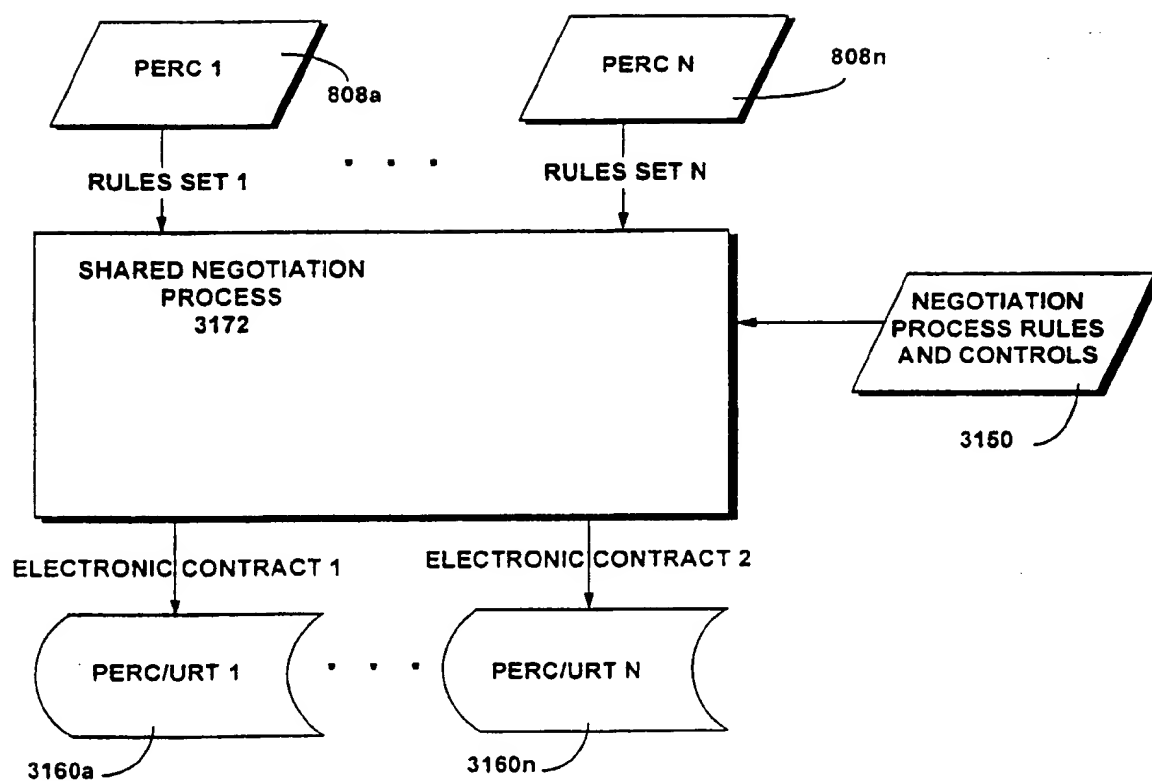 PERC 1
808a
PERC N
808n
RULES SET 1
RULES SET N
SHARED NEGOTIATION
PROCESS
3172
NEGOTIATION
PROCESS RULES
AND CONTROLS
3150
ELECTRONIC CONTRACT 1
ELECTRONIC CONTRACT 2
PERC/URT 1
PERC/URT N
3160a
3160n